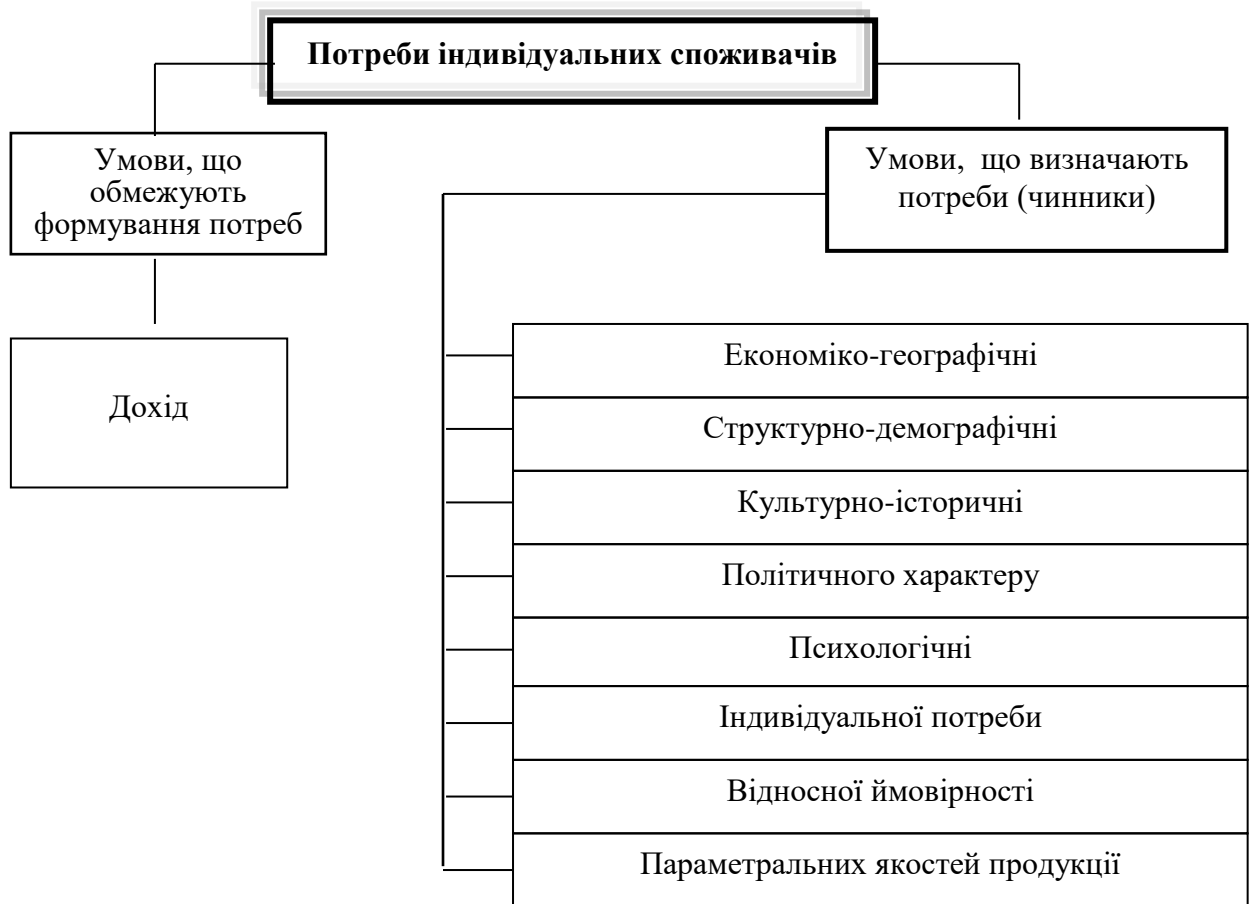 Потреби індивідуальних споживачів
Умови, що
обмежують
формування потреб
Умови, що визначають
потреби (чинники)
Дохід
Економіко-географічні
Структурно-демографічні
Культурно-історичні
Політичного характеру
Психологічні
Індивідуальної потреби
Відносної ймовірності
Параметральних якостей продукції